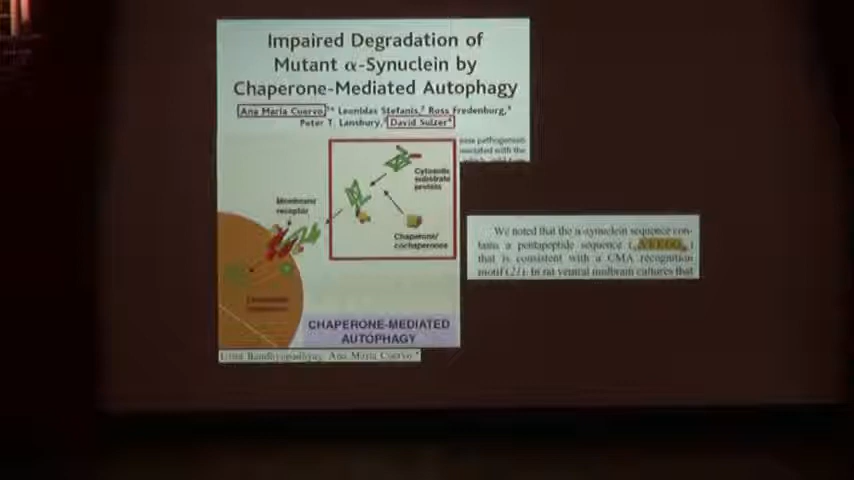 Impaired Degradation of
Mutant α-Synuclein by
Chaperone-Mediated Autophagy
Ana Maria Cuervo, Leonidas Stefanis, Ross Fredenburg,
Peter T. Lansbury, David Sulzer
Cytosolic
substrate
protein
Membrane
receptor
Chaperone/
cochaperones
CHAPERONE-MEDIATED
AUTOPHAGY
Ana Maria Cuervo
We noted that the α-synuclein sequence con-
tains a pentapeptide sequence
that is consistent with a CMA recognition
motif (21). In rat ventral midbrain cultures that